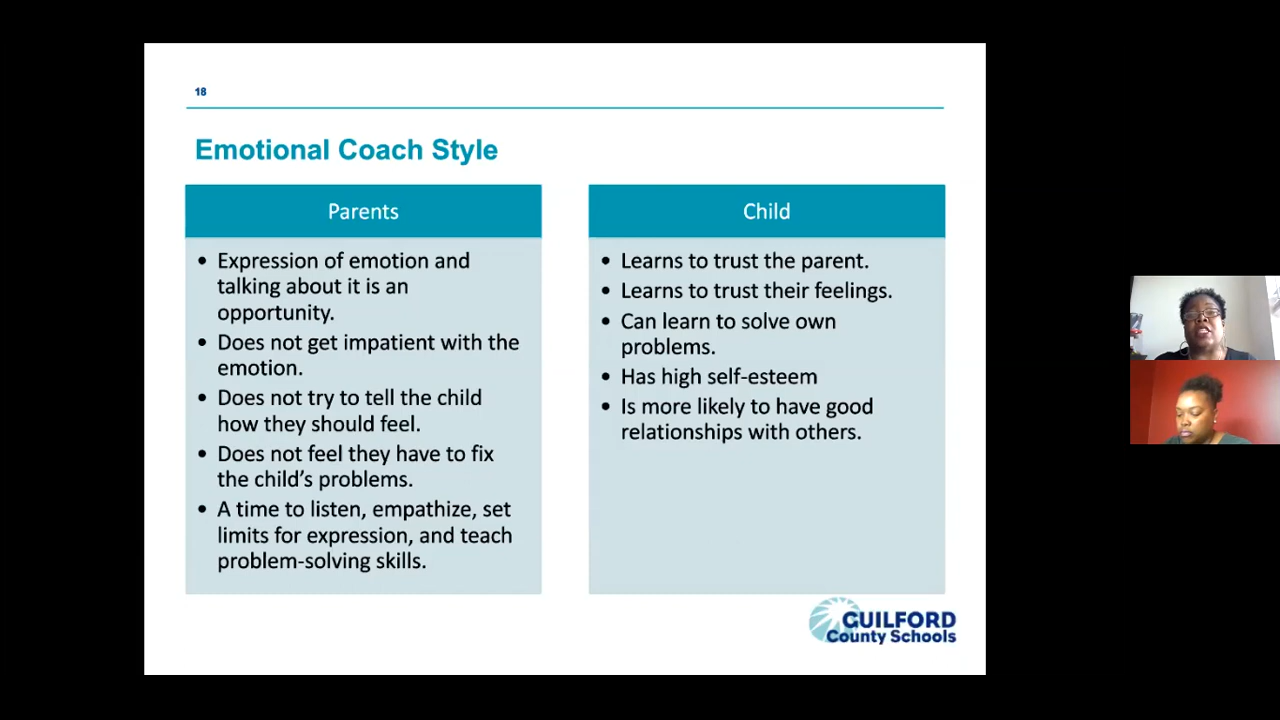 18
Emotional Coach Style
Parents
• Expression of emotion and
talking about it is an
opportunity.
• Does not get impatient with the
emotion.
• Does not try to tell the child
how they should feel.
• Does not feel they have to fix
the child's problems.
• A time to listen, empathize, set
limits for expression, and teach
problem-solving skills.
Child
• Learns to trust the parent.
• Learns to trust their feelings.
• Can learn to solve own
problems.
• Has high self-esteem
• Is more likely to have good
relationships with others.
GUILFORD
County Schools